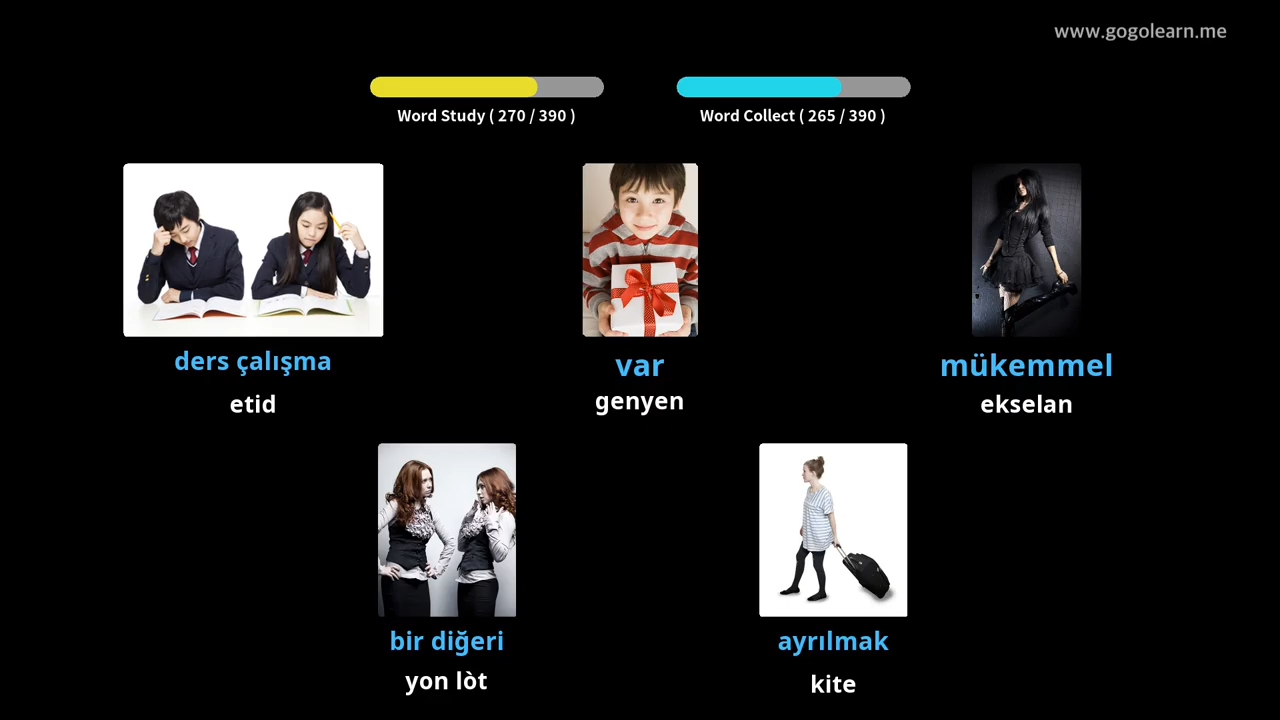 www.gogolearn.me
Word Study ( 270 / 390 )
Word Collect ( 265 / 390 )
ders çalışma
etid
var
genyen
mükemmel
ekselan
bir diğeri
yon lòt
ayrılmak
kite